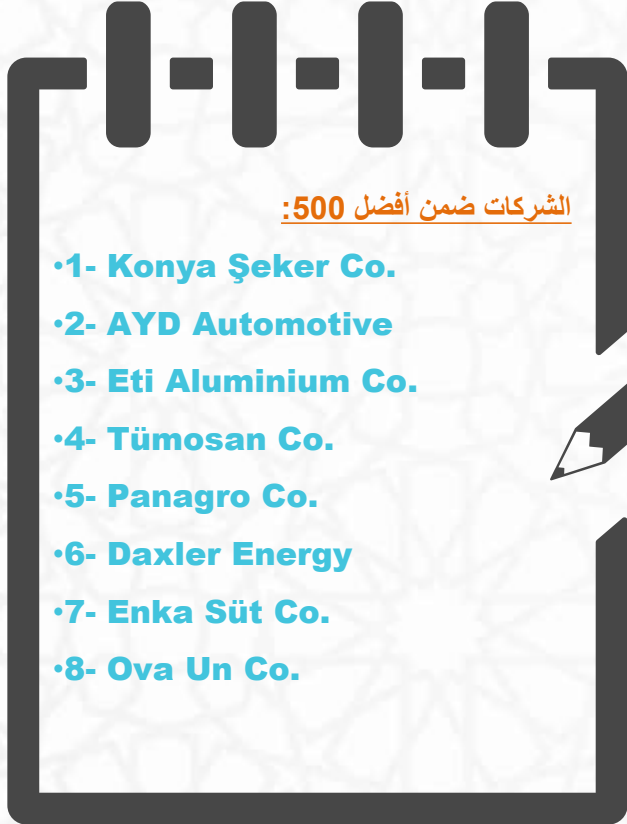 الشركات ضمن أفضل 500:
•1- Konya Şeker Co.
•2- AYD Automotive
•3- Eti Aluminium Co.
•4- Tümosan Co.
•5- Panagro Co.
•6- Daxler Energy
•7- Enka Süt Co.
•8- Ova Un Co.